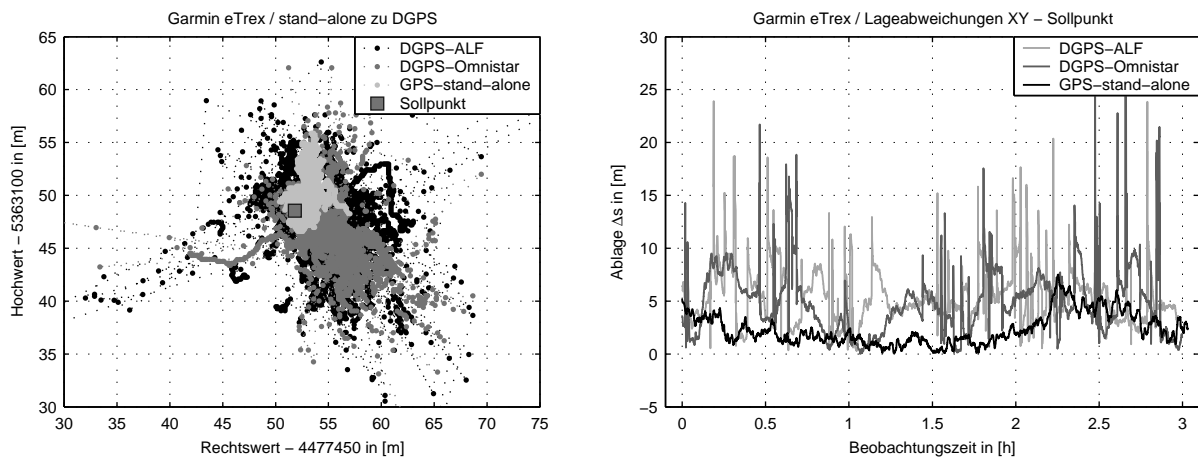 Garmin eTrex / stand−alone zu DGPS
65
60
55
50
45
40
35
30
Hochwert − 5363100 in [m]
DGPS−ALF
DGPS−Omnistar
GPS−stand−alone
Sollpunkt
30 35 40 45 50 55 60 65 70 75
Rechtswert − 4477450 in [m]
Garmin eTrex / Lageabweichungen XY − Sollpunkt
30
25
20
15
10
5
0
−5
Ablage Δs in [m]
DGPS−ALF
DGPS−Omnistar
GPS−stand−alone
0 0.5 1 1.5 2 2.5 3
Beobachtungszeit in [h]